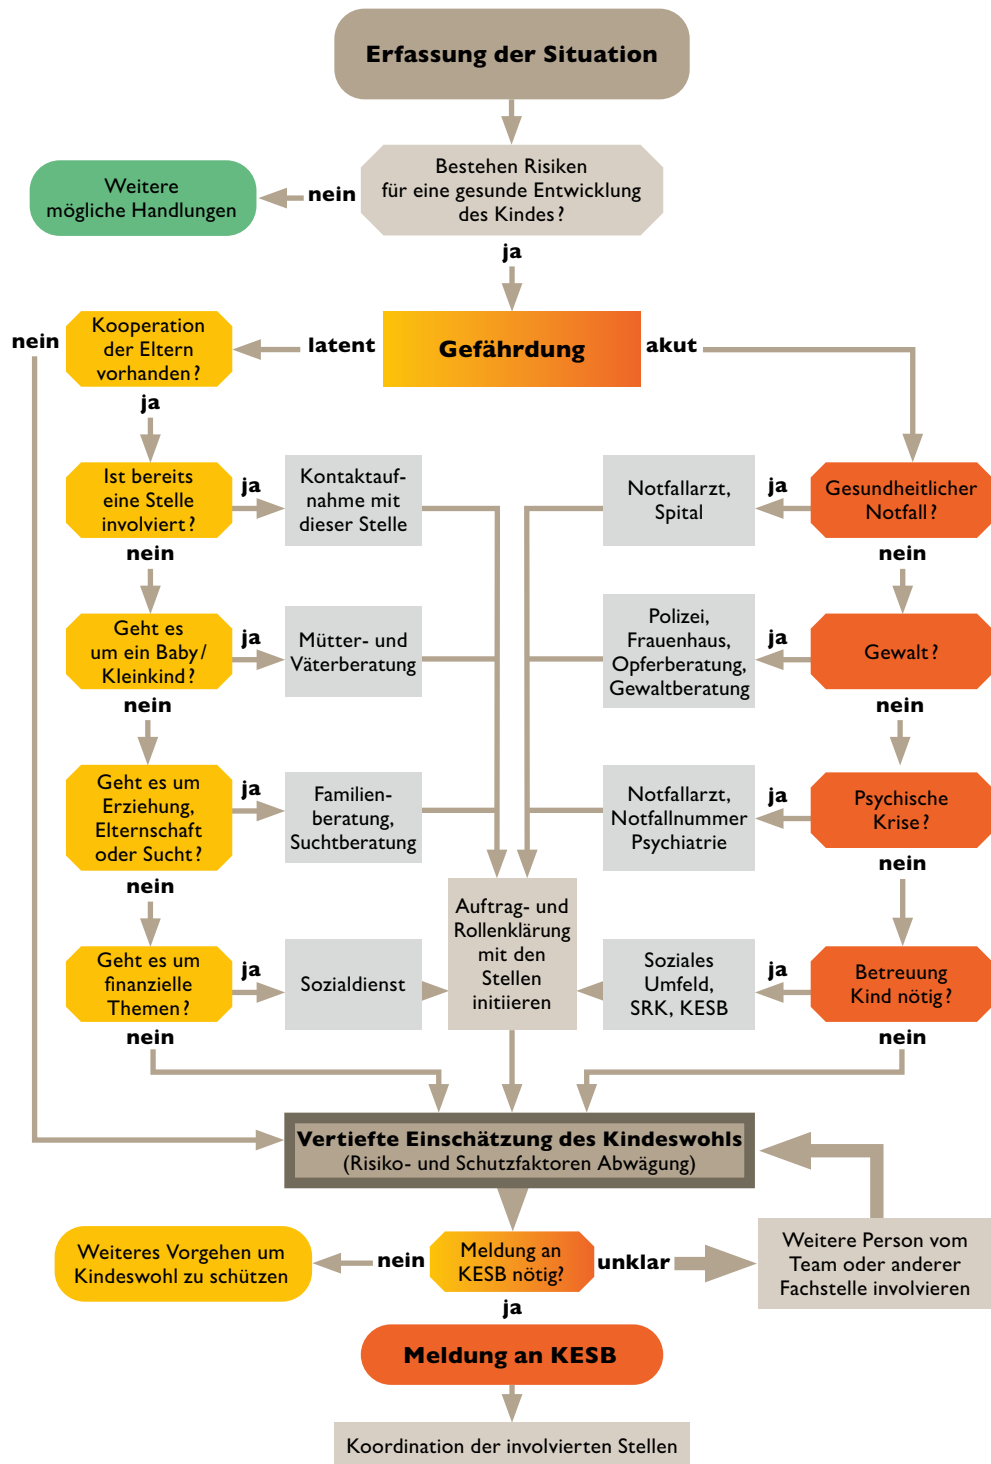 Erfassung der Situation
Bestehen Risiken
für eine gesunde Entwicklung
des Kindes?
nein
Weitere
mögliche Handlungen
ja
Gefährdung
latent
akut
Kooperation
der Eltern
vorhanden?
nein
ja
Ist bereits
eine Stelle
involviert?
ja
Kontaktauf-
nahme mit
dieser Stelle
nein
Geht es
um ein Baby/
Kleinkind?
ja
Mütter- und
Väterberatung
nein
Geht es um
Erziehung,
Elternschaft
oder Sucht?
ja
Familien-
beratung,
Suchtberatung
nein
Geht es um
finanzielle
Themen?
ja
Sozialdienst
nein
Gesundheitlicher
Notfall?
ja
Notfallarzt,
Spital
nein
Gewalt?
ja
Polizei,
Frauenhaus,
Opferberatung,
Gewaltberatung
nein
Psychische
Krise?
ja
Notfallarzt,
Notfallnummer
Psychiatrie
nein
Betreuung
Kind nötig?
ja
Soziales
Umfeld,
SRK, KESB
nein
Auftrag- und
Rollenklärung
mit den
Stellen
initiieren
Vertiefte Einschätzung des Kindeswohls
(Risiko- und Schutzfaktoren Abwägung)
Meldung an
KESB nötig?
nein
Weiteres Vorgehen um
Kindeswohl zu schützen
unklar
Weitere Person vom
Team oder anderer
Fachstelle involvieren
ja
Meldung an KESB
Koordination der involvierten Stellen